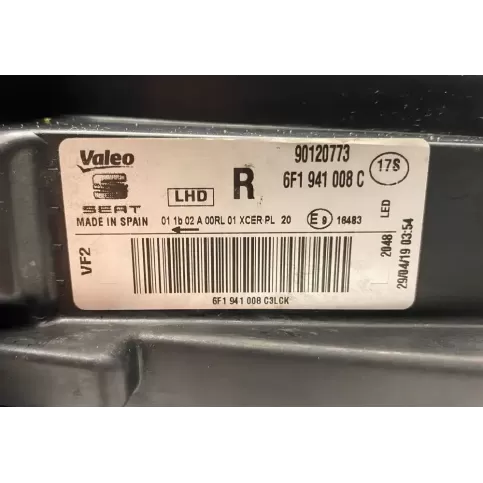 Valeo
90120773
R
6F1 941 008 C
17S
SEAT
LHD
MADE IN SPAIN
01 1b 02 A 00RL 01 XCER PL 20
E9 16483
LED
VF2
2048
29/04/19 03:54
6F1 941 008 C3LGK